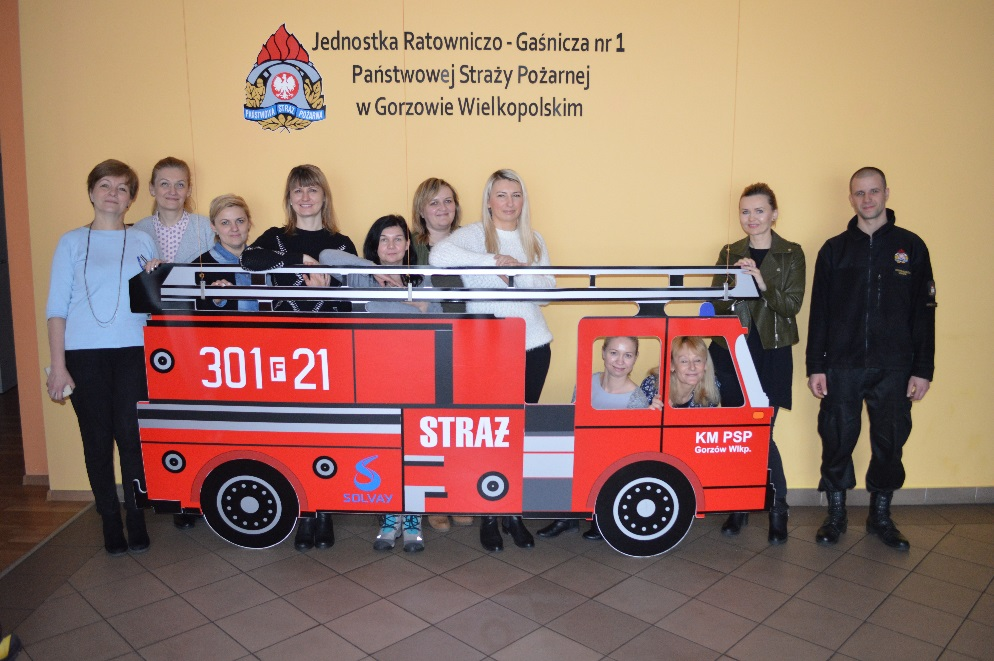 Jednostka Ratowniczo - Gaśnicza nr 1
Państwowej Straży Pożarnej
w Gorzowie Wielkopolskim
PAŃSTWOWA STRAŻ POŻARNA
301 F 21
STRAŻ
SOLVAY
KM PSP
Gorzów Wlkp.